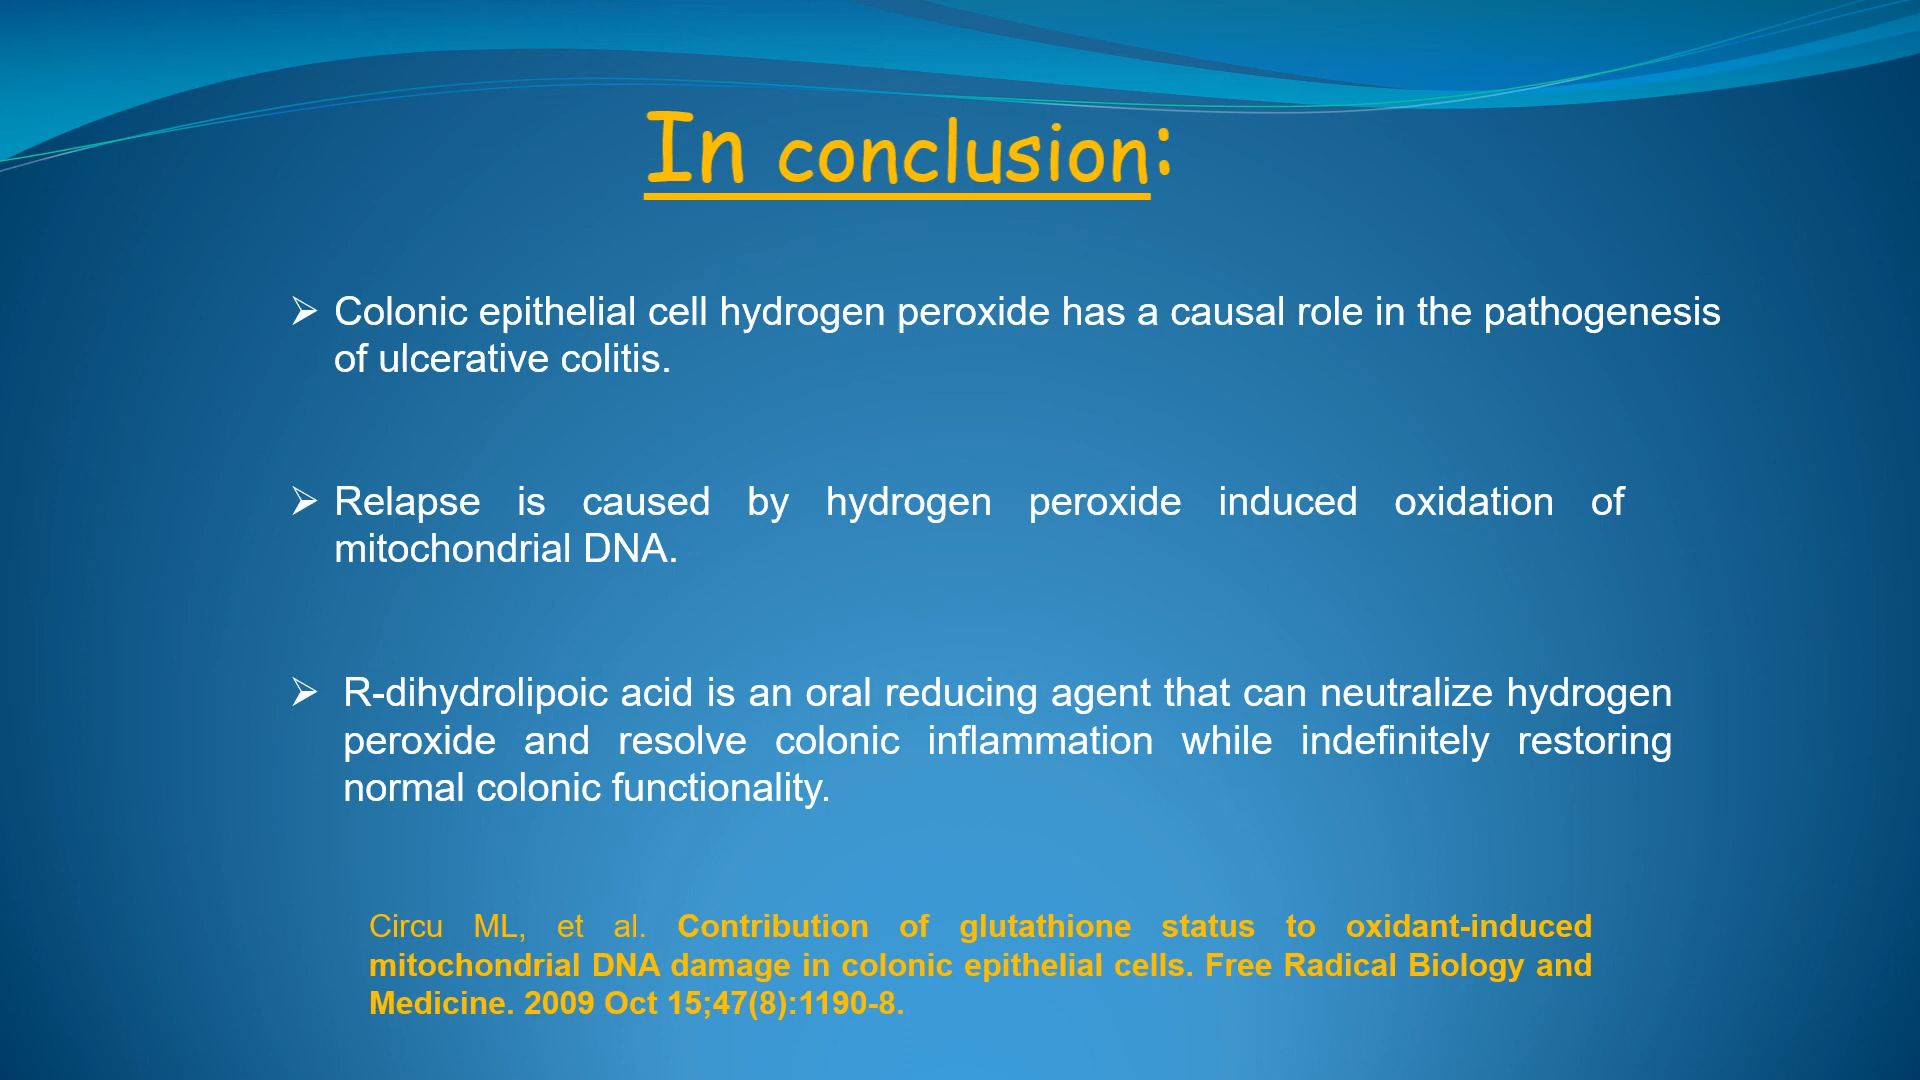 In conclusion:
➢ Colonic epithelial cell hydrogen peroxide has a causal role in the pathogenesis
of ulcerative colitis.
➢ Relapse is caused by hydrogen peroxide induced oxidation of
mitochondrial DNA.
➢ R-dihydrolipoic acid is an oral reducing agent that can neutralize hydrogen
peroxide and resolve colonic inflammation while indefinitely restoring
normal colonic functionality.
Circu ML, et al. Contribution of glutathione status to oxidant-induced
mitochondrial DNA damage in colonic epithelial cells. Free Radical Biology and
Medicine. 2009 Oct 15;47(8):1190-8.